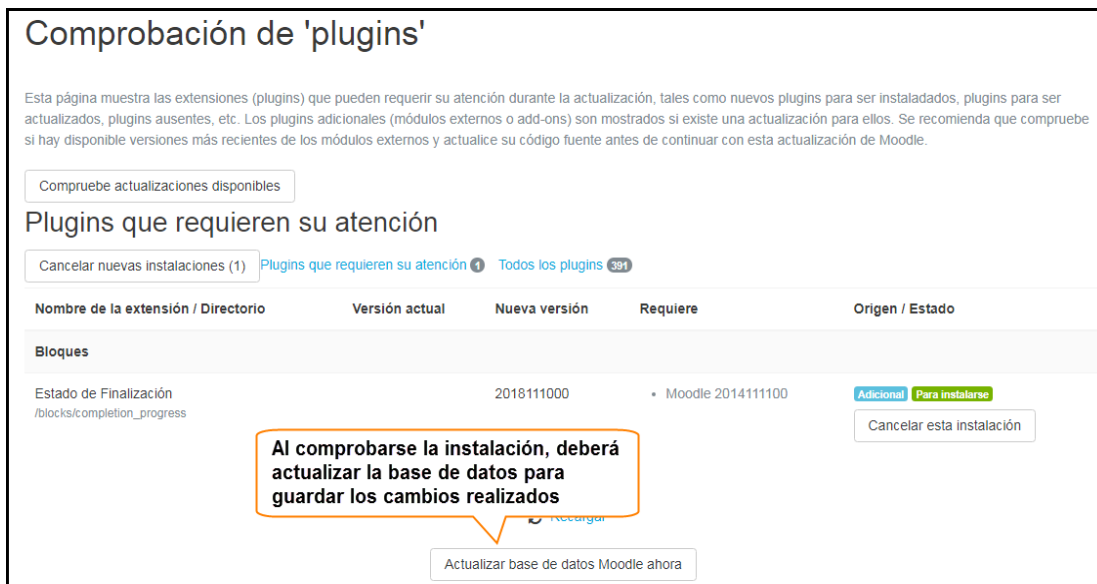 Comprobación de 'plugins'
Esta página muestra las extensiones (plugins) que pueden requerir su atención durante la actualización, tales como nuevos plugins para ser instaladados, plugins para ser
actualizados, plugins ausentes, etc. Los plugins adicionales (módulos externos o add-ons) son mostrados si existe una actualización para ellos. Se recomienda que compruebe
si hay disponible versiones más recientes de los módulos externos y actualice su código fuente antes de continuar con esta actualización de Moodle.
Compruebe actualizaciones disponibles
Plugins que requieren su atención
Cancelar nuevas instalaciones (1) Plugins que requieren su atención 1 Todos los plugins 391
Nombre de la extensión / Directorio Versión actual Nueva versión Requiere Origen / Estado
Bloques
Estado de Finalización 2018111000 • Moodle 2014111100 Adicional Para instalarse
/blocks/completion_progress
Cancelar esta instalación
Al comprobarse la instalación, deberá
actualizar la base de datos para
guardar los cambios realizados
Recargar
Actualizar base de datos Moodle ahora